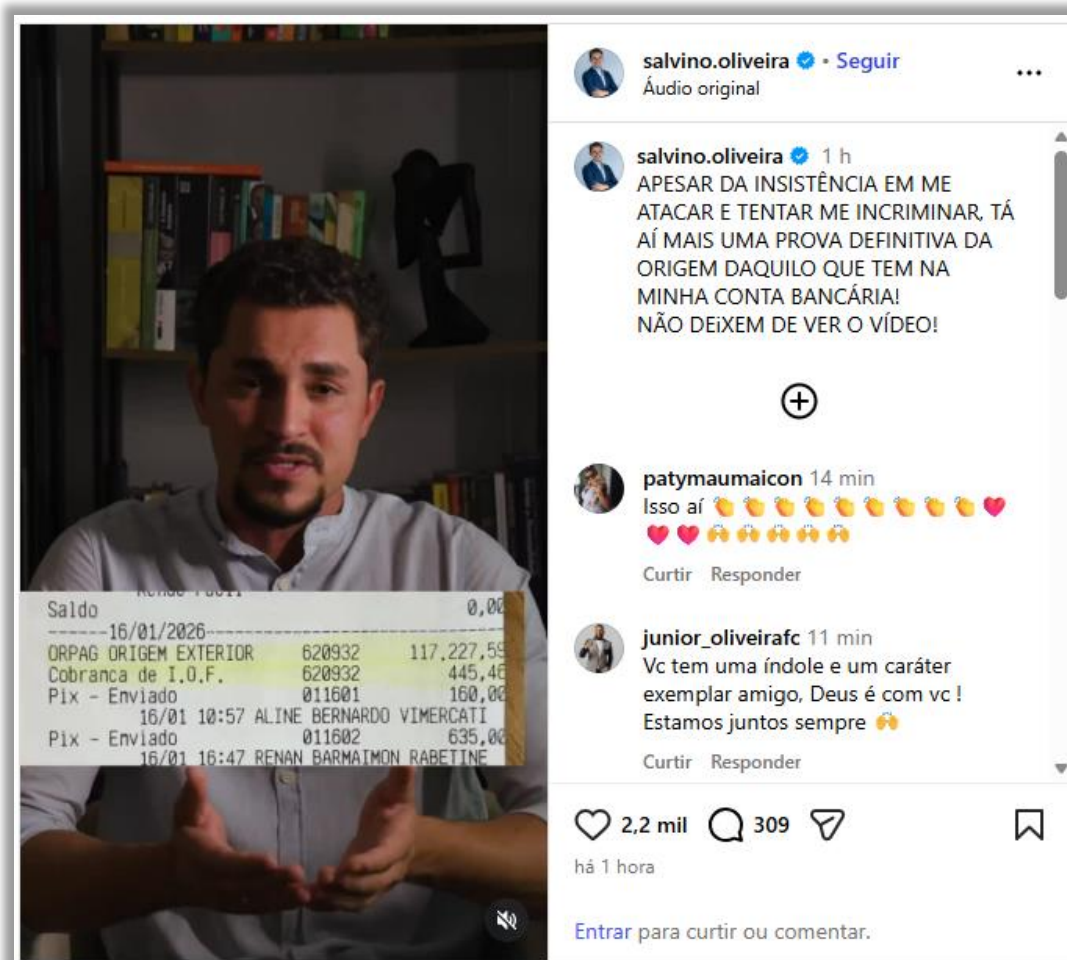 Saldo 0,00
------16/01/2026------
ORPAG ORIGEM EXTERIOR 620932 117.227,59
Cobranca de I.O.F. 620932 445,46
Pix - Enviado 011601 160,00
16/01 10:57 ALINE BERNARDO VIMERCATI
Pix - Enviado 011602 635,00
16/01 16:47 RENAN BARMAIMON RABETINE
salvino.oliveira • Seguir
Áudio original
salvino.oliveira 1 h
APESAR DA INSISTÊNCIA EM ME
ATACAR E TENTAR ME INCRIMINAR, TÁ
AÍ MAIS UMA PROVA DEFINITIVA DA
ORIGEM DAQUILO QUE TEM NA
MINHA CONTA BANCÁRIA!
NÃO DEiXEM DE VER O VÍDEO!
patymaumaicon 14 min
Isso aí 👏👏👏👏👏👏👏👏👏❤️
❤️❤️🙌🙌🙌🙌🙌
Curtir Responder
junior_oliveirafc 11 min
Vc tem uma índole e um caráter
exemplar amigo, Deus é com vc !
Estamos juntos sempre 🙌
Curtir Responder
2,2 mil 309
há 1 hora
Entrar para curtir ou comentar.